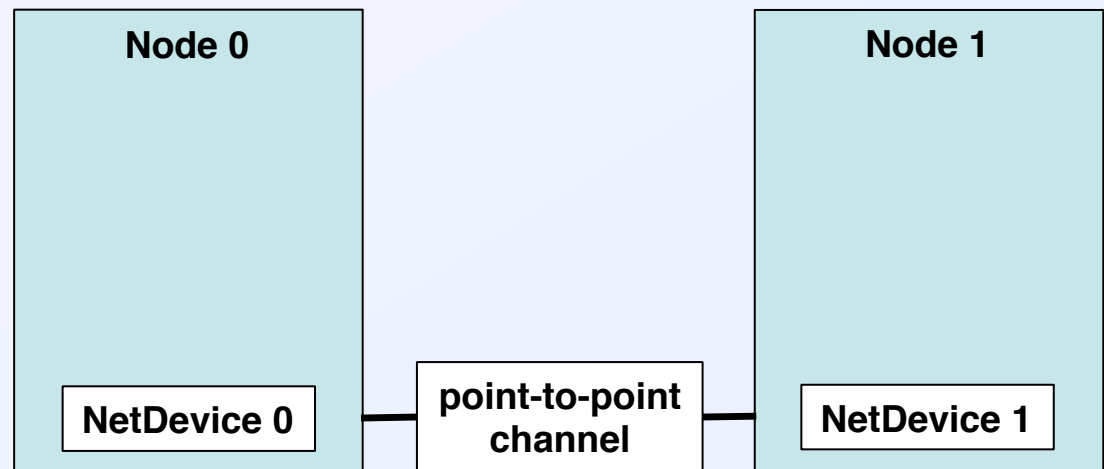 Node 0
Node 1
NetDevice 0
point-to-point
channel
NetDevice 1